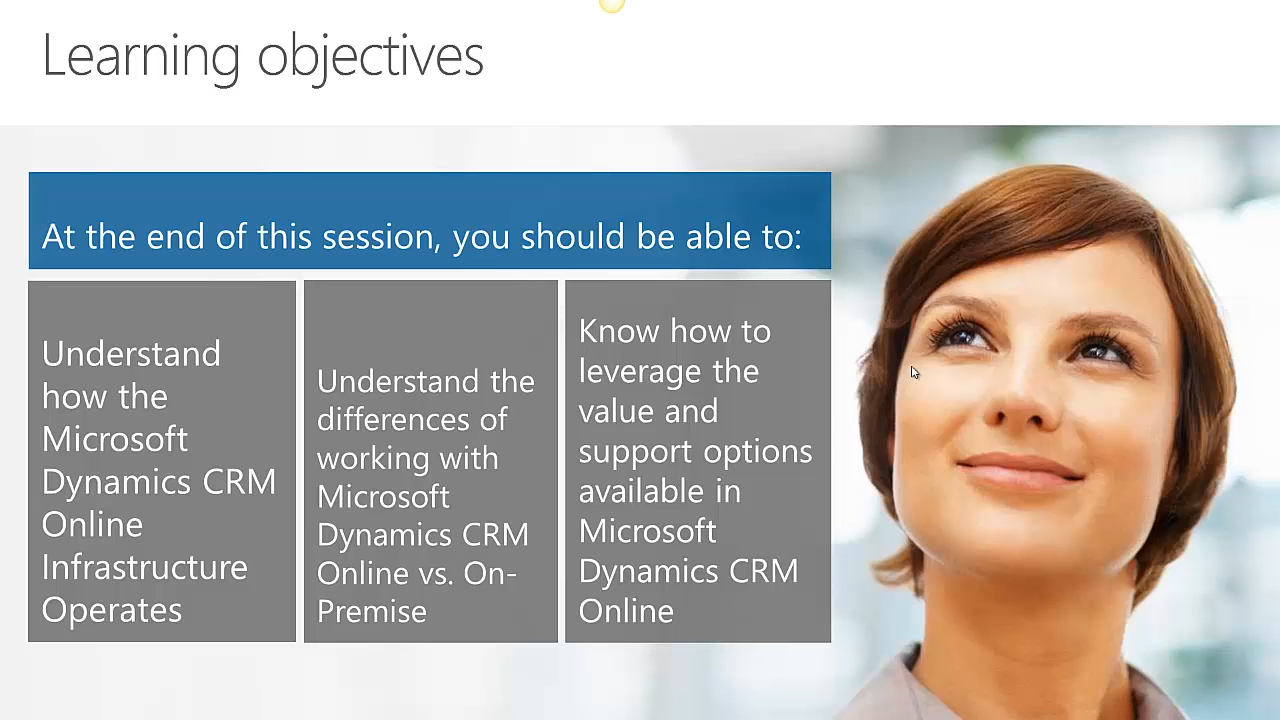 Learning objectives
At the end of this session, you should be able to:
Understand
how the
Microsoft
Dynamics CRM
Online
Infrastructure
Operates
Understand the
differences of
working with
Microsoft
Dynamics CRM
Online vs. On-
Premise
Know how to
leverage the
value and
support options
available in
Microsoft
Dynamics CRM
Online